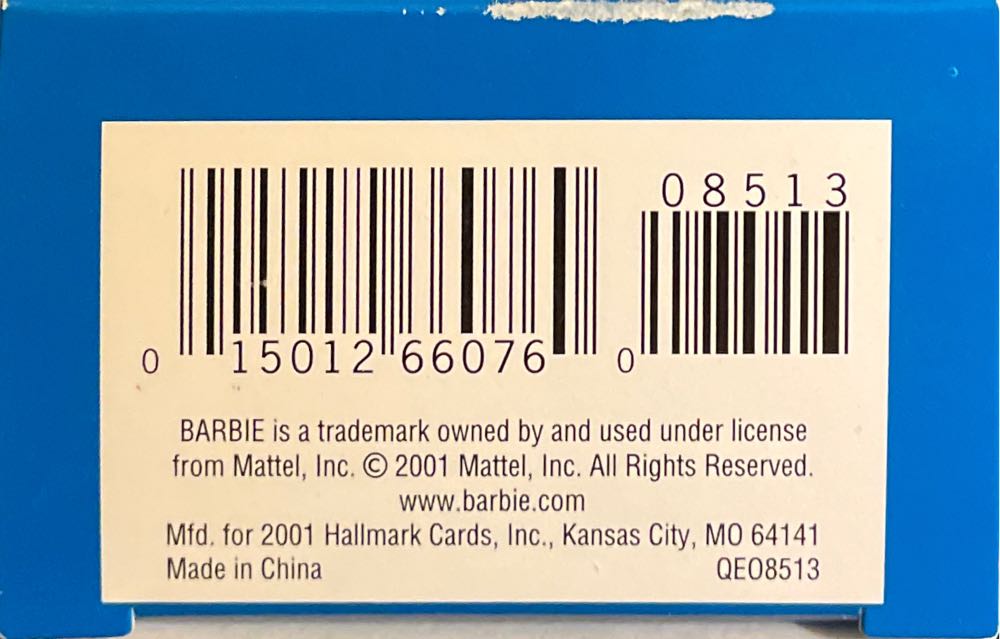 08513
0 15012 66076 0
BARBIE is a trademark owned by and used under license
from Mattel, Inc. © 2001 Mattel, Inc. All Rights Reserved.
www.barbie.com
Mfd. for 2001 Hallmark Cards, Inc., Kansas City, MO 64141
Made in China QEO8513